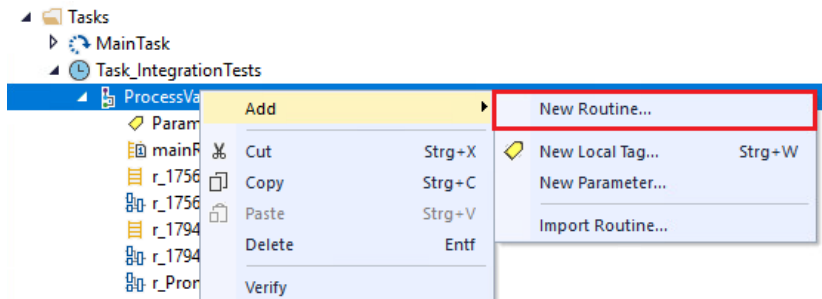 Tasks
MainTask
Task_IntegrationTests
ProcessVa
Add
New Routine...
Param
mainR
Cut Strg+X
New Local Tag... Strg+W
r_1756
Copy Strg+C
New Parameter...
r_1756
Paste Strg+V
r_1794
Import Routine...
Delete Entf
r_1794
r_Pron
Verify